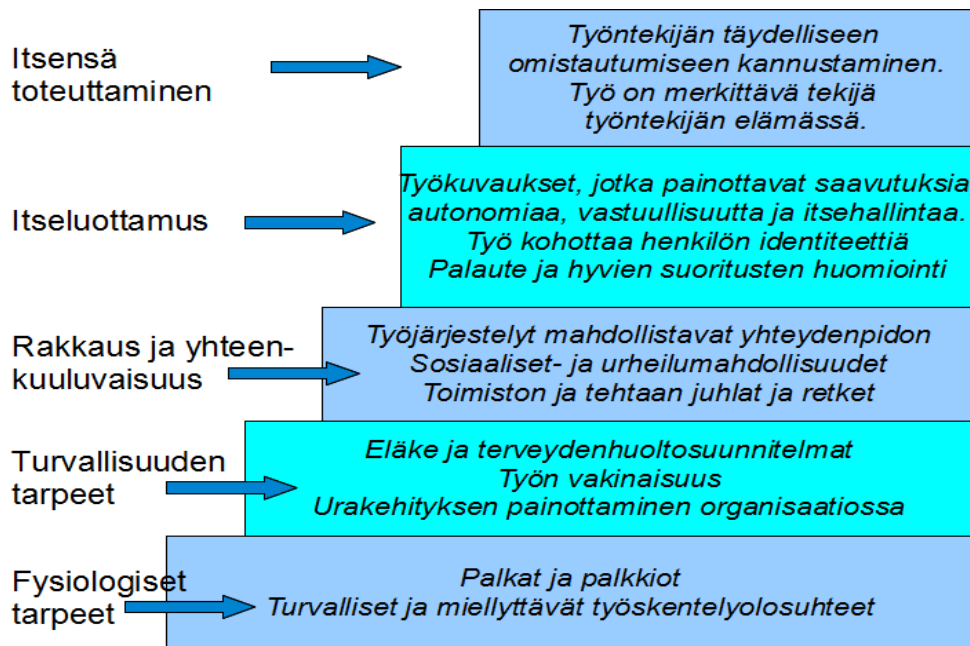 Itsensä
toteuttaminen
Työntekijän täydelliseen
omistautumiseen kannustaminen.
Työ on merkittävä tekijä
työntekijän elämässä.
Itseluottamus
Työkuvaukset, jotka painottavat saavutuksia
autonomiaa, vastuullisuutta ja itsehallintaa.
Työ kohottaa henkilön identiteettiä
Palaute ja hyvien suoritusten huomiointi
Rakkaus ja yhteen-
kuuluvaisuus
Työjärjestelyt mahdollistavat yhteydenpidon
Sosiaaliset- ja urheilumahdollisuudet
Toimiston ja tehtaan juhlat ja retket
Turvallisuuden
tarpeet
Eläke ja terveydenhuoltosuunnitelmat
Työn vakinaisuus
Urakehityksen painottaminen organisaatiossa
Fysiologiset
tarpeet
Palkat ja palkkiot
Turvalliset ja miellyttävät työskentelyolosuhteet